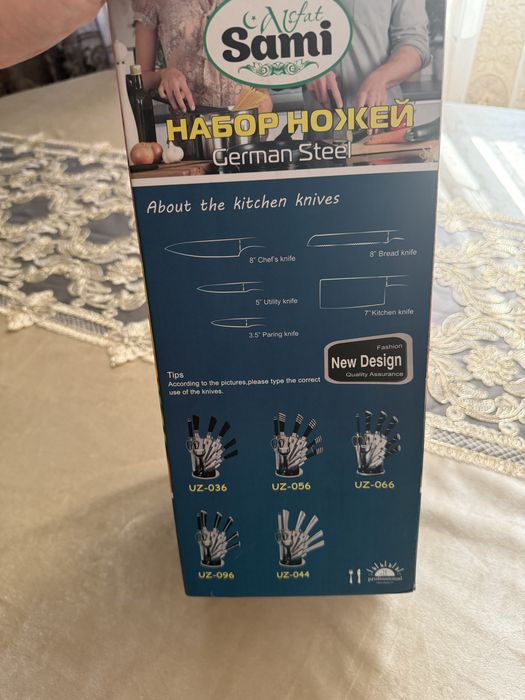 Nefat
Sami
НАБОР НОЖЕЙ
German Steel
About the kitchen knives
8" Chef's knife
8" Bread knife
5" Utility knife
7" Kitchen knife
3.5" Paring knife
Fashion
New Design
Quality Assurance
Tips
According to the pictures,please type the correct
use of the knives.
UZ-036
UZ-056
UZ-066
UZ-096
UZ-044
professional